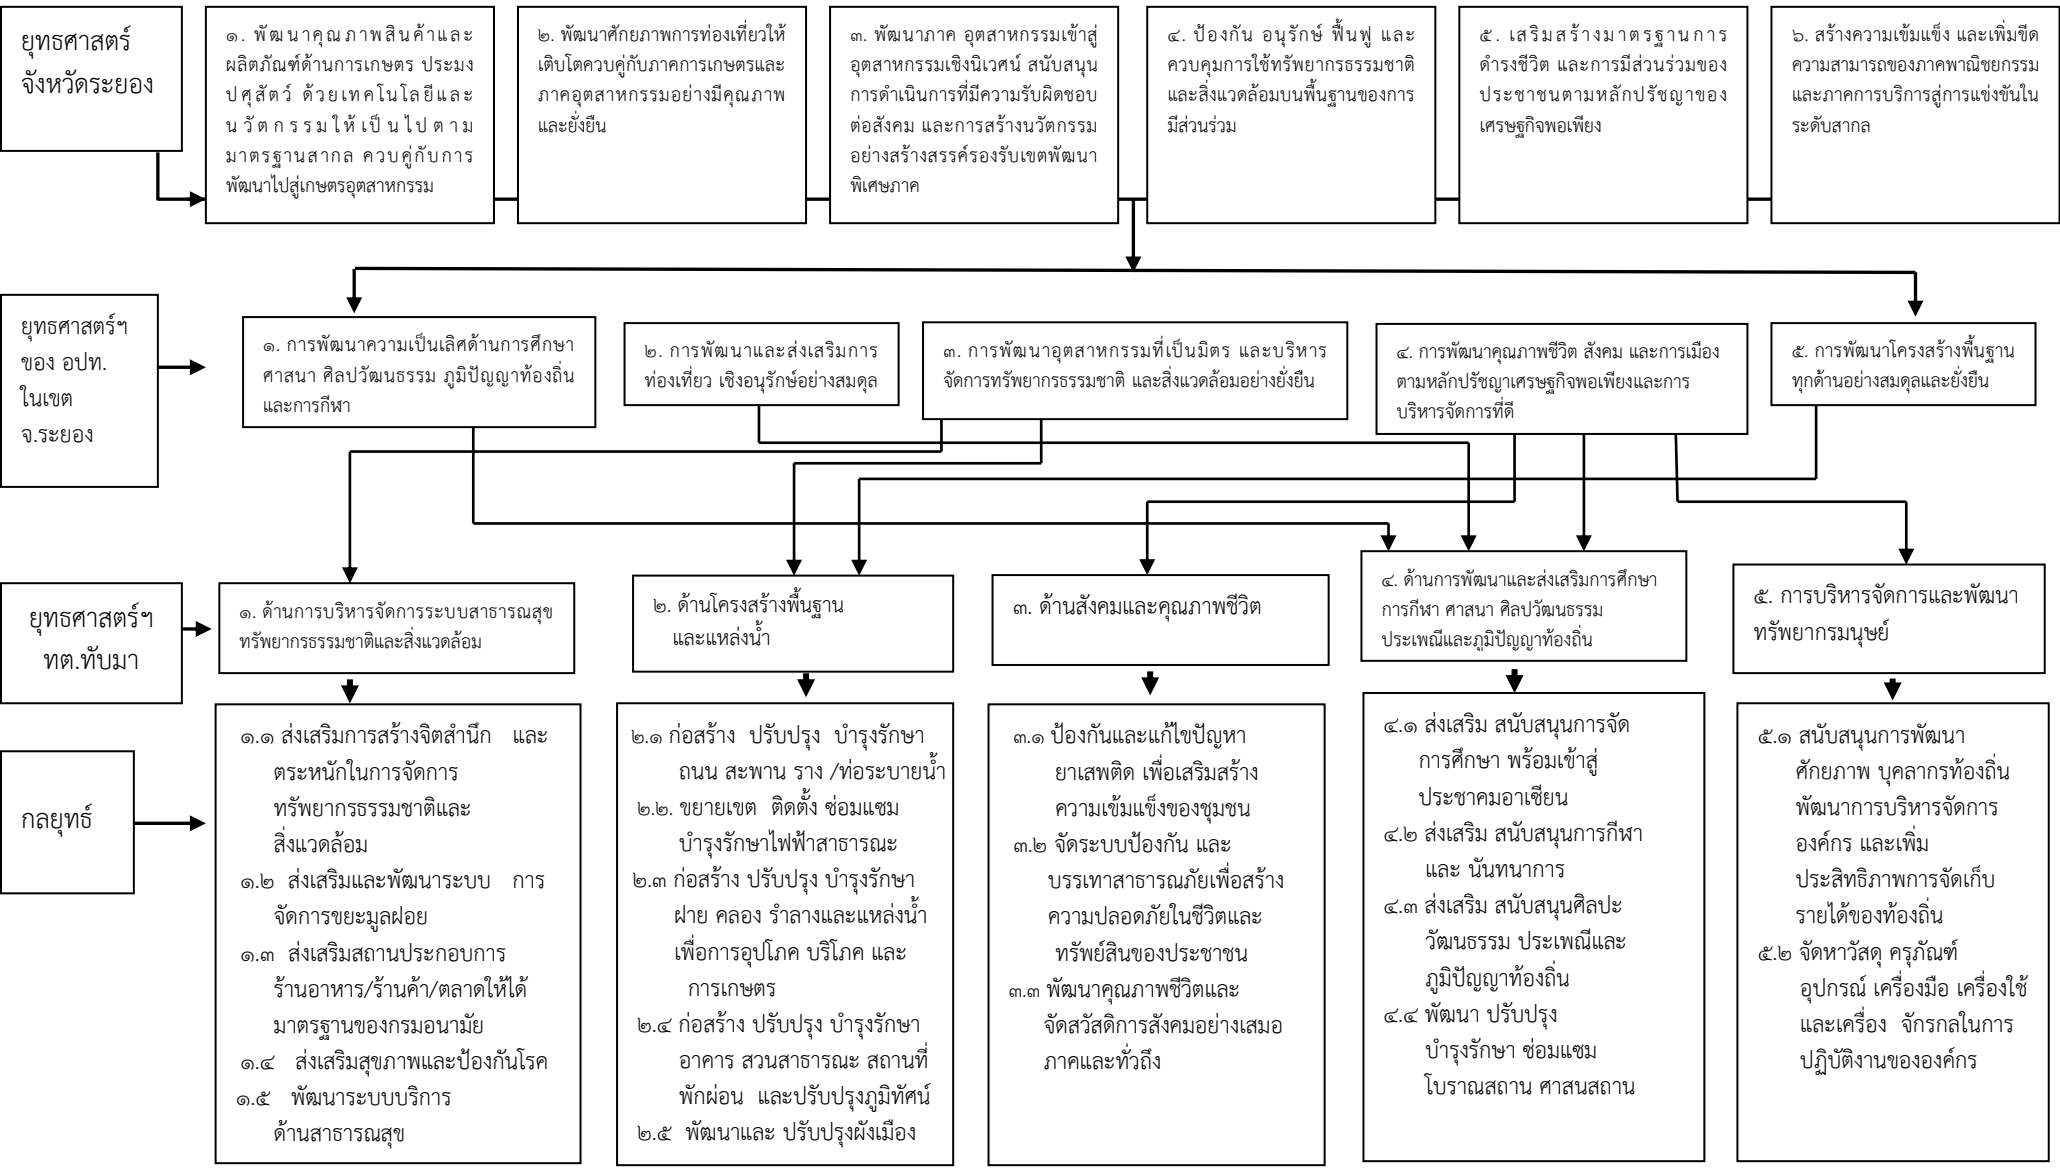 ยุทธศาสตร์
จังหวัดระยอง
๑. พัฒนาคุณภาพสินค้าและ
ผลิตภัณฑ์ด้านการเกษตร ประมง
ปศุสัตว์ ด้วยเทคโนโลยีและ
นวัตกรรมให้เป็นไปตาม
มาตรฐานสากล ควบคู่กับการ
พัฒนาไปสู่เกษตรอุตสาหกรรม
๒. พัฒนาศักยภาพการท่องเที่ยวให้
เติบโตควบคู่กับภาคการเกษตรและ
ภาคอุตสาหกรรมอย่างมีคุณภาพ
และยั่งยืน
๓. พัฒนาภาค อุตสาหกรรมเข้าสู่
อุตสาหกรรมเชิงนิเวศน์ สนับสนุน
การดำเนินการที่มีความรับผิดชอบ
ต่อสังคม และการสร้างนวัตกรรม
อย่างสร้างสรรค์รองรับเขตพัฒนา
พิเศษภาค
๔. ป้องกัน อนุรักษ์ ฟื้นฟู และ
ควบคุมการใช้ทรัพยากรธรรมชาติ
และสิ่งแวดล้อมบนพื้นฐานของการ
มีส่วนร่วม
๕. เสริมสร้างมาตรฐานการ
ดำรงชีวิต และการมีส่วนร่วมของ
ประชาชนตามหลักปรัชญาของ
เศรษฐกิจพอเพียง
๖. สร้างความเข้มแข็ง และเพิ่มขีด
ความสามารถของภาคพาณิชยกรรม
และภาคการบริการสู่การแข่งขันใน
ระดับสากล
ยุทธศาสตร์ฯ
ของ อปท.
ในเขต
จ.ระยอง
๑. การพัฒนาความเป็นเลิศด้านการศึกษา
ศาสนา ศิลปวัฒนธรรม ภูมิปัญญาท้องถิ่น
และการกีฬา
๒. การพัฒนาและส่งเสริมการ
ท่องเที่ยว เชิงอนุรักษ์อย่างสมดุล
๓. การพัฒนาอุตสาหกรรมที่เป็นมิตร และบริหาร
จัดการทรัพยากรธรรมชาติ และสิ่งแวดล้อมอย่างยั่งยืน
๔. การพัฒนาคุณภาพชีวิต สังคม และการเมือง
ตามหลักปรัชญาเศรษฐกิจพอเพียงและการ
บริหารจัดการที่ดี
๕. การพัฒนาโครงสร้างพื้นฐาน
ทุกด้านอย่างสมดุลและยั่งยืน
ยุทธศาสตร์ฯ
ทต.ทับมา
๑. ด้านการบริหารจัดการระบบสาธารณสุข
ทรัพยากรธรรมชาติและสิ่งแวดล้อม
๒. ด้านโครงสร้างพื้นฐาน
และแหล่งน้ำ
๓. ด้านสังคมและคุณภาพชีวิต
๔. ด้านการพัฒนาและส่งเสริมการศึกษา
การกีฬา ศาสนา ศิลปวัฒนธรรม
ประเพณีและภูมิปัญญาท้องถิ่น
๕. การบริหารจัดการและพัฒนา
ทรัพยากรมนุษย์
กลยุทธ์
๑.๑ ส่งเสริมการสร้างจิตสำนึก และ
ตระหนักในการจัดการ
ทรัพยากรธรรมชาติและ
สิ่งแวดล้อม
๑.๒ ส่งเสริมและพัฒนาระบบ การ
จัดการขยะมูลฝอย
๑.๓ ส่งเสริมสถานประกอบการ
ร้านอาหาร/ร้านค้า/ตลาดให้ได้
มาตรฐานของกรมอนามัย
๑.๔ ส่งเสริมสุขภาพและป้องกันโรค
๑.๕ พัฒนาระบบบริการ
ด้านสาธารณสุข
๒.๑ ก่อสร้าง ปรับปรุง บำรุงรักษา
ถนน สะพาน ราง /ท่อระบายน้ำ
๒.๒. ขยายเขต ติดตั้ง ซ่อมแซม
บำรุงรักษาไฟฟ้าสาธารณะ
๒.๓ ก่อสร้าง ปรับปรุง บำรุงรักษา
ฝาย คลอง รำลางและแหล่งน้ำ
เพื่อการอุปโภค บริโภค และ
การเกษตร
๒.๔ ก่อสร้าง ปรับปรุง บำรุงรักษา
อาคาร สวนสาธารณะ สถานที่
พักผ่อน และปรับปรุงภูมิทัศน์
๒.๕ พัฒนาและ ปรับปรุงผังเมือง
๓.๑ ป้องกันและแก้ไขปัญหา
ยาเสพติด เพื่อเสริมสร้าง
ความเข้มแข็งของชุมชน
๓.๒ จัดระบบป้องกัน และ
บรรเทาสาธารณภัยเพื่อสร้าง
ความปลอดภัยในชีวิตและ
ทรัพย์สินของประชาชน
๓.๓ พัฒนาคุณภาพชีวิตและ
จัดสวัสดิการสังคมอย่างเสมอ
ภาคและทั่วถึง
๔.๑ ส่งเสริม สนับสนุนการจัด
การศึกษา พร้อมเข้าสู่
ประชาคมอาเซียน
๔.๒ ส่งเสริม สนับสนุนการกีฬา
และ นันทนาการ
๔.๓ ส่งเสริม สนับสนุนศิลปะ
วัฒนธรรม ประเพณีและ
ภูมิปัญญาท้องถิ่น
๔.๔ พัฒนา ปรับปรุง
บำรุงรักษา ซ่อมแซม
โบราณสถาน ศาสนสถาน
๕.๑ สนับสนุนการพัฒนา
ศักยภาพ บุคลากรท้องถิ่น
พัฒนาการบริหารจัดการ
องค์กร และเพิ่ม
ประสิทธิภาพการจัดเก็บ
รายได้ของท้องถิ่น
๕.๒ จัดหาวัสดุ ครุภัณฑ์
อุปกรณ์ เครื่องมือ เครื่องใช้
และเครื่อง จักรกลในการ
ปฏิบัติงานขององค์กร